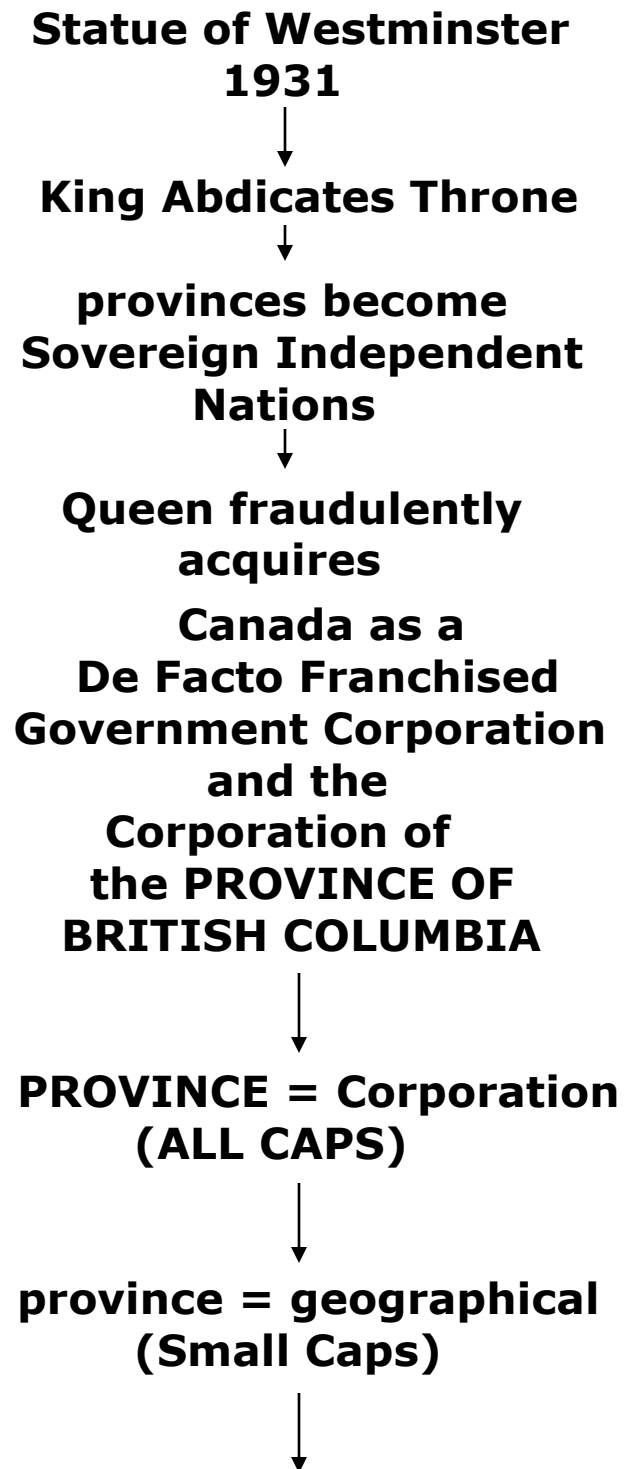 Statue of Westminster
1931
King Abdicates Throne
provinces become
Sovereign Independent
Nations
Queen fraudulently
acquires
Canada as a
De Facto Franchised
Government Corporation
and the
Corporation of
the PROVINCE OF
BRITISH COLUMBIA
PROVINCE = Corporation
(ALL CAPS)
province = geographical
(Small Caps)